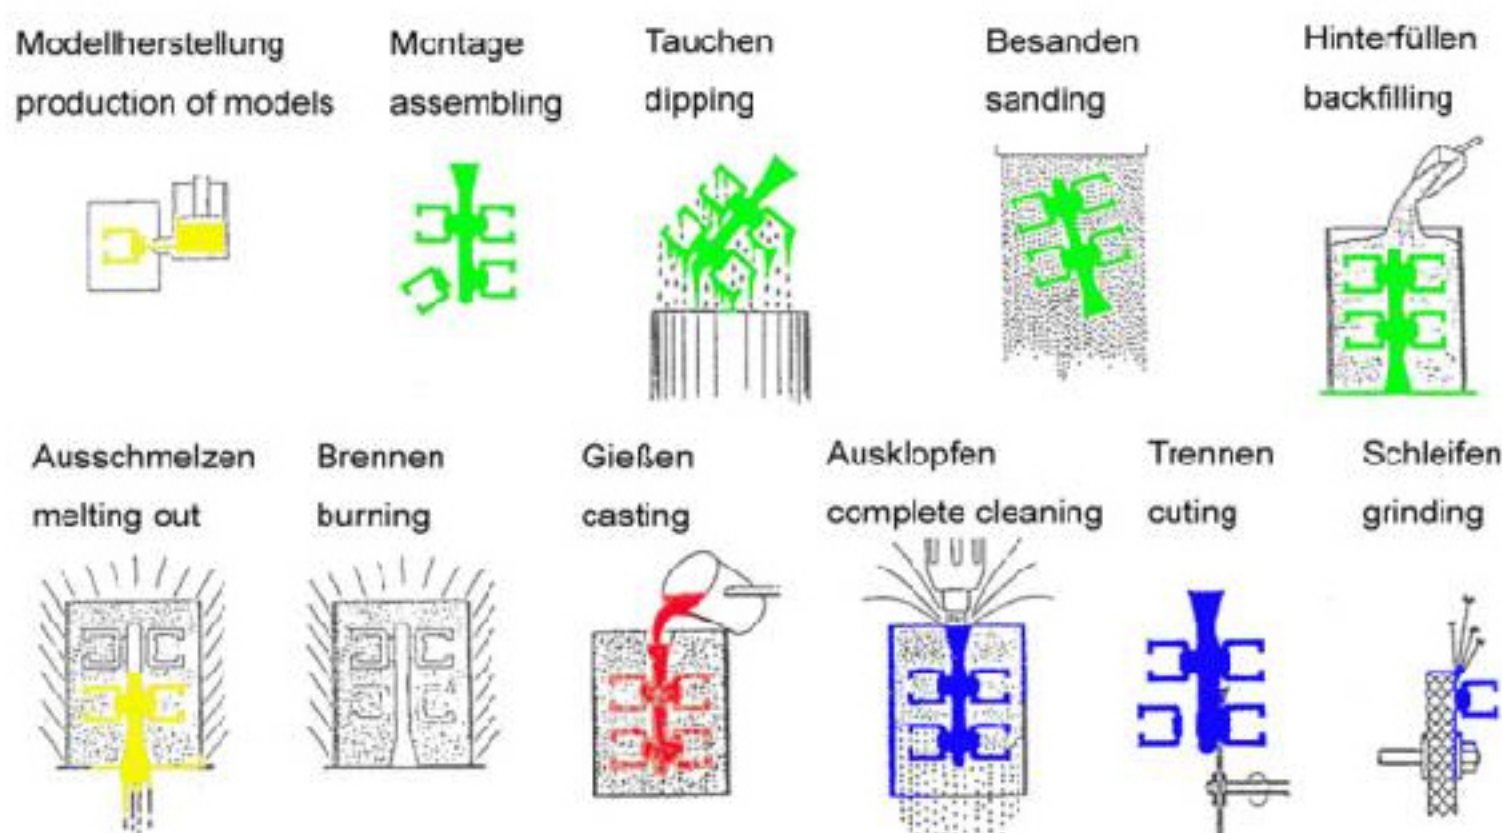 Modellherstellung
production of models
Montage
assembling
Tauchen
dipping
Besanden
sanding
Hinterfüllen
backfilling
Ausschmelzen
melting out
Brennen
burning
Gießen
casting
Ausklopfen
complete cleaning
Trennen
cuting
Schleifen
grinding